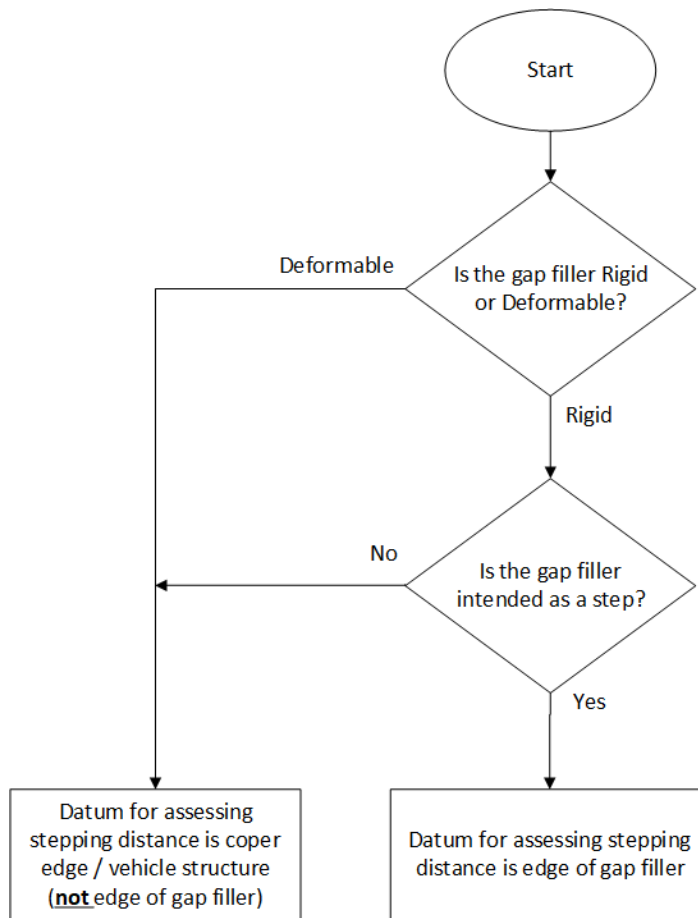 Start
Deformable
Is the gap filler Rigid
or Deformable?
Rigid
No
Is the gap filler
intended as a step?
Yes
Datum for assessing
stepping distance is coper
edge / vehicle structure
(not edge of gap filler)
Datum for assessing stepping
distance is edge of gap filler